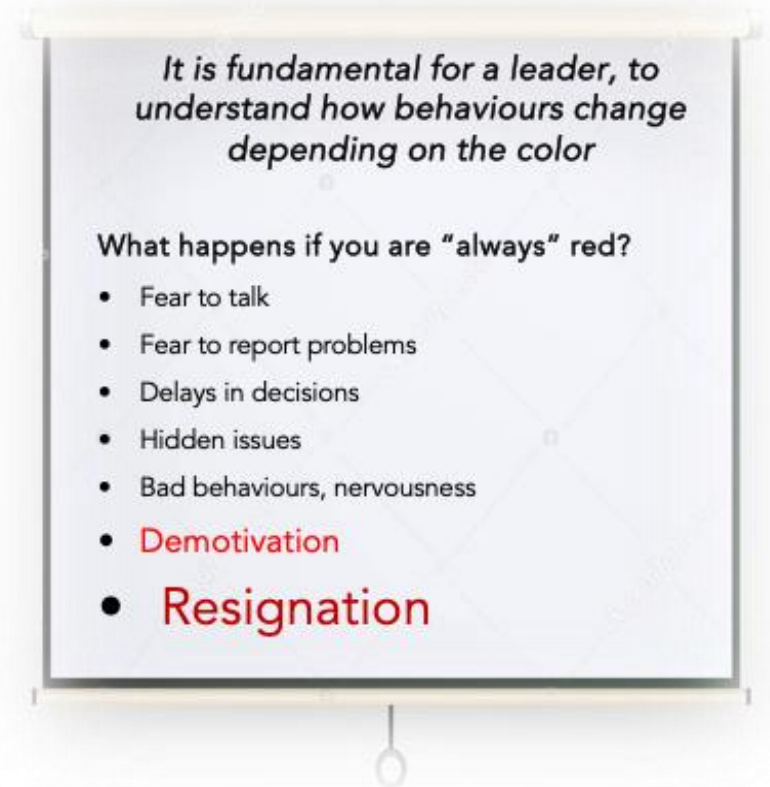 It is fundamental for a leader, to
understand how behaviours change
depending on the color
What happens if you are “always” red?
• Fear to talk
• Fear to report problems
• Delays in decisions
• Hidden issues
• Bad behaviours, nervousness
• Demotivation
• Resignation